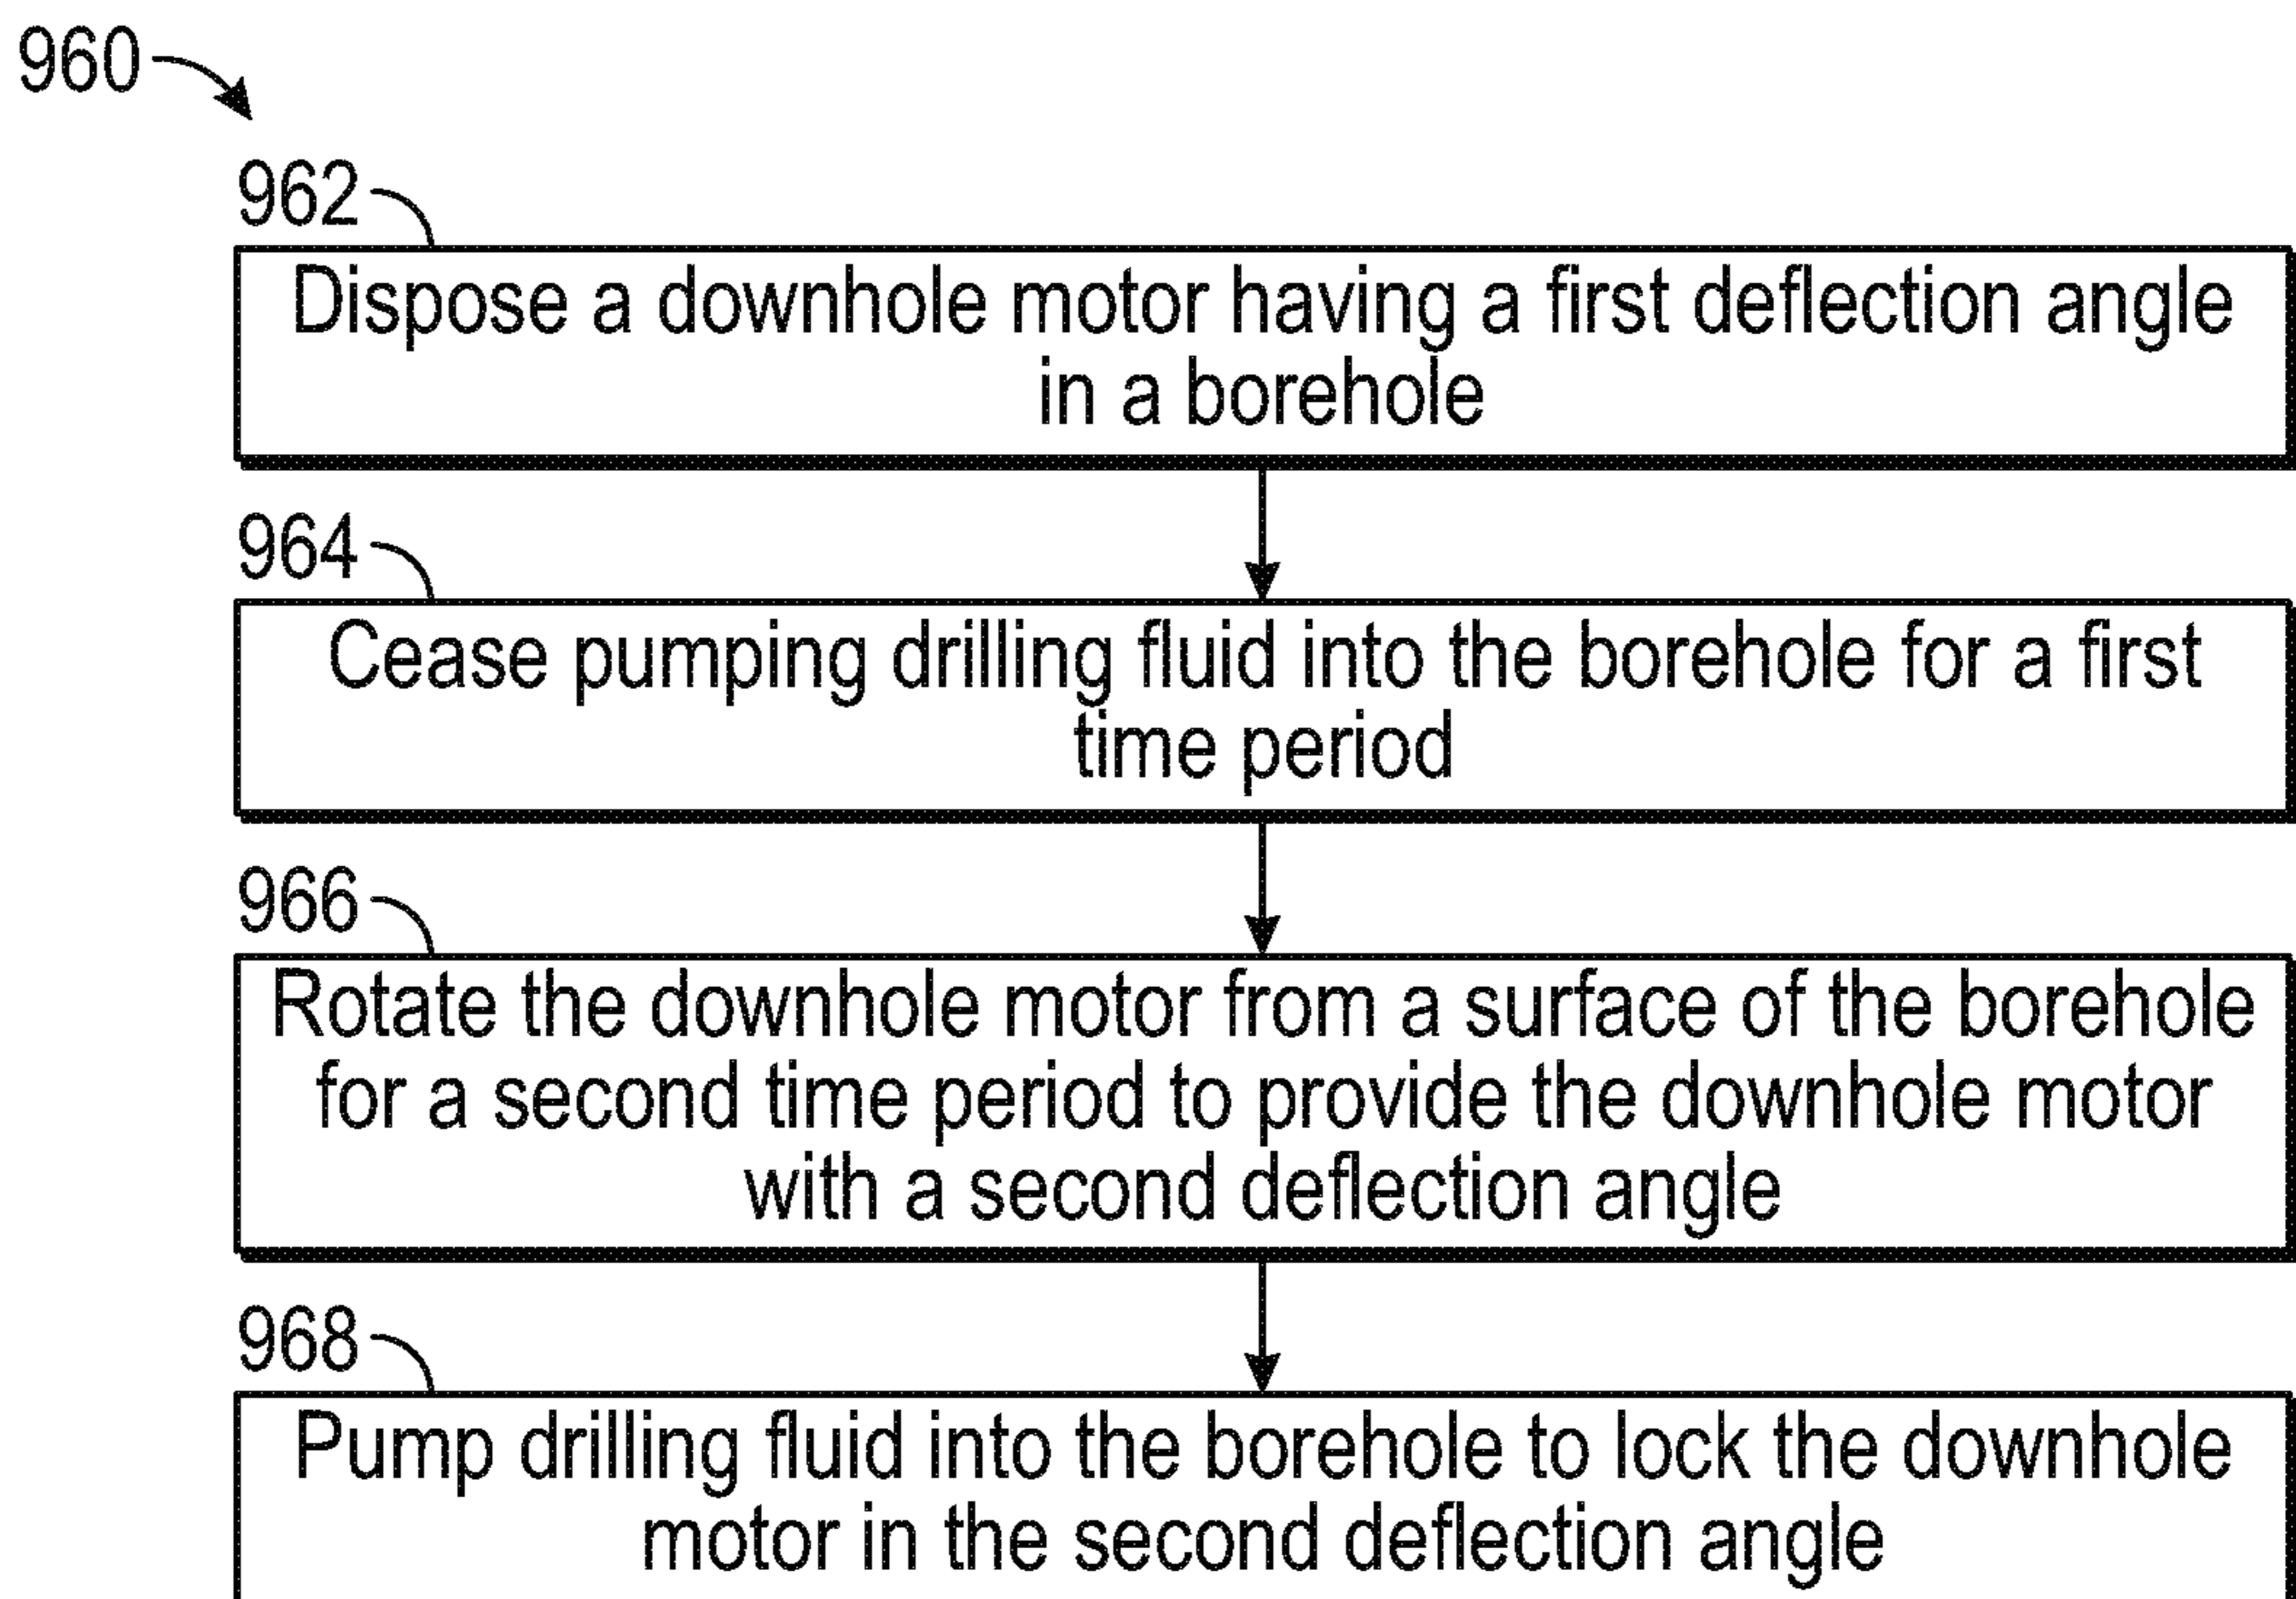 960
962
Dispose a downhole motor having a first deflection angle
in a borehole
964
Cease pumping drilling fluid into the borehole for a first
time period
966
Rotate the downhole motor from a surface of the borehole
for a second time period to provide the downhole motor
with a second deflection angle
968
Pump drilling fluid into the borehole to lock the downhole
motor in the second deflection angle